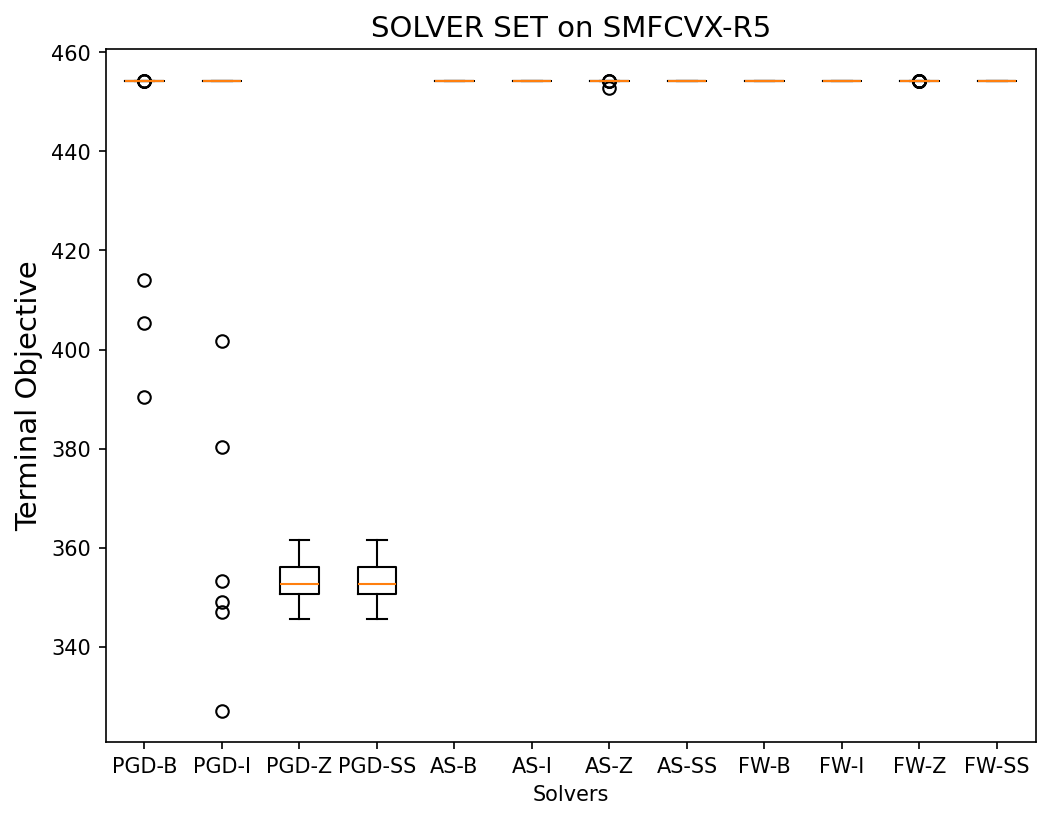 SOLVER SET on SMFCVX-R5
Terminal Objective
460
440
420
400
380
360
340
PGD-B PGD-I PGD-Z PGD-SS AS-B AS-I AS-Z AS-SS FW-B FW-I FW-Z FW-SS
Solvers